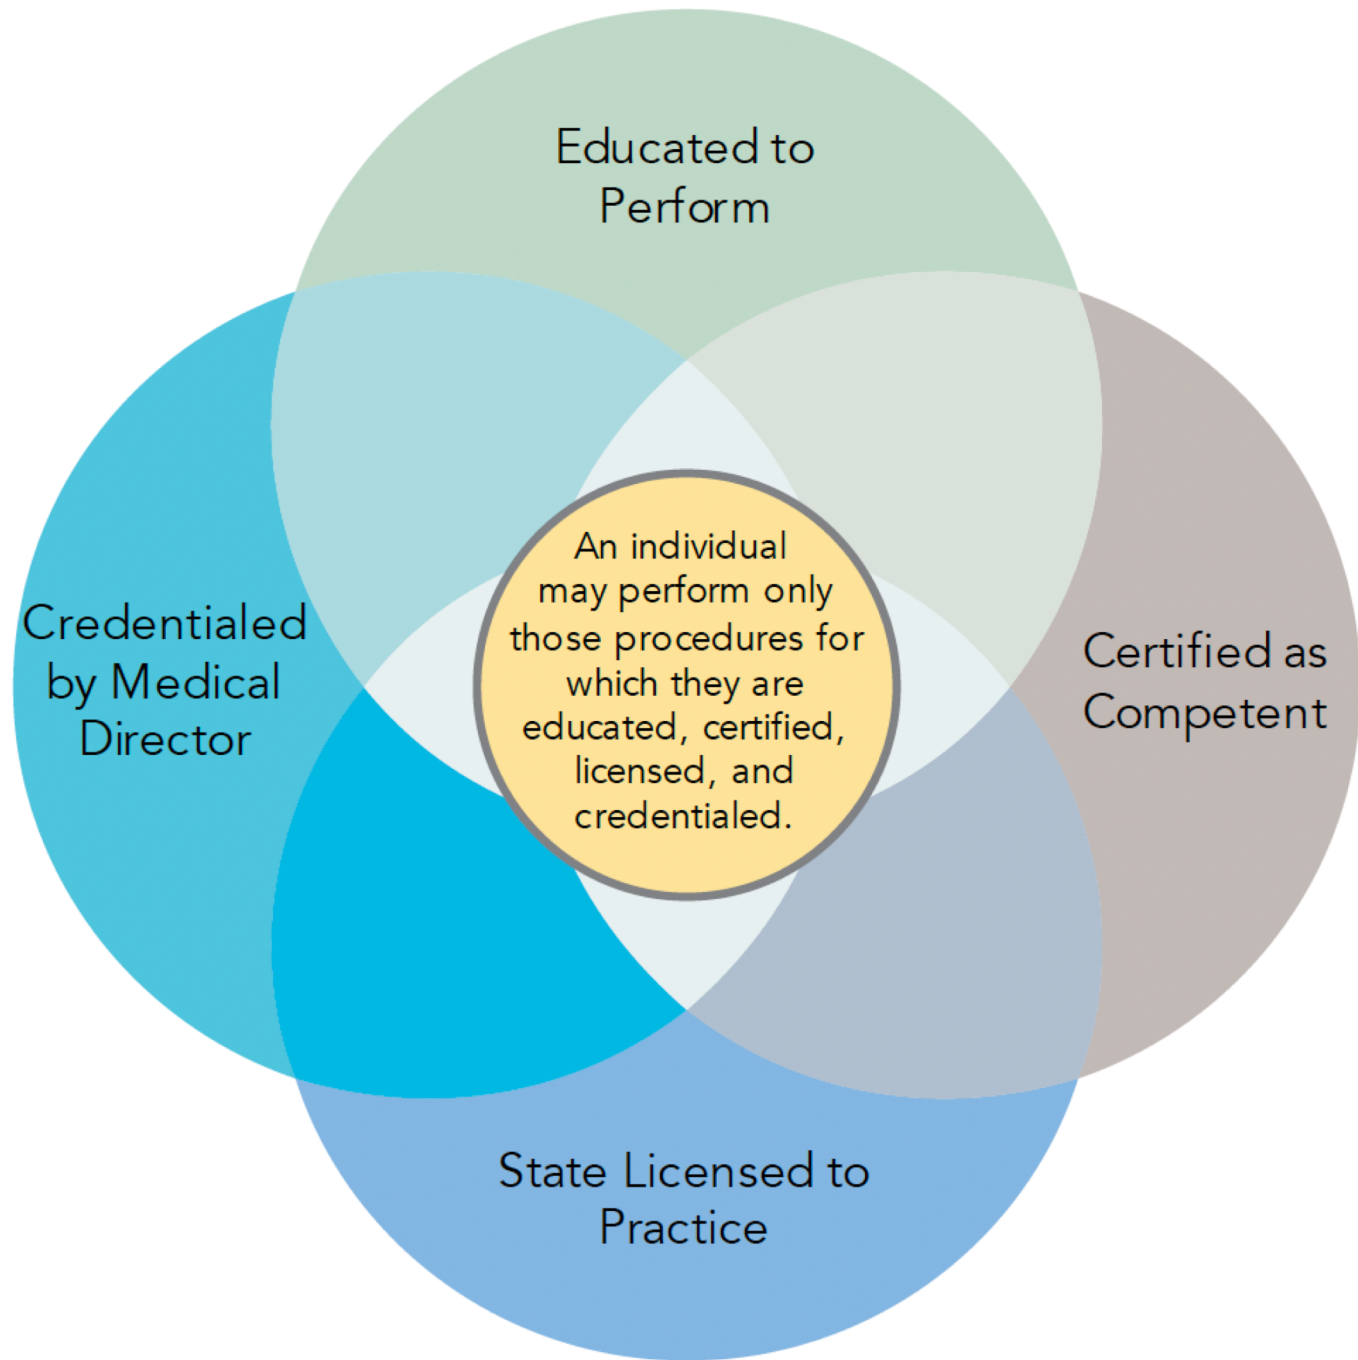 Educated to
Perform
Credentialed
by Medical
Director
An individual
may perform only
those procedures for
which they are
educated, certified,
licensed, and
credentialed.
Certified as
Competent
State Licensed to
Practice